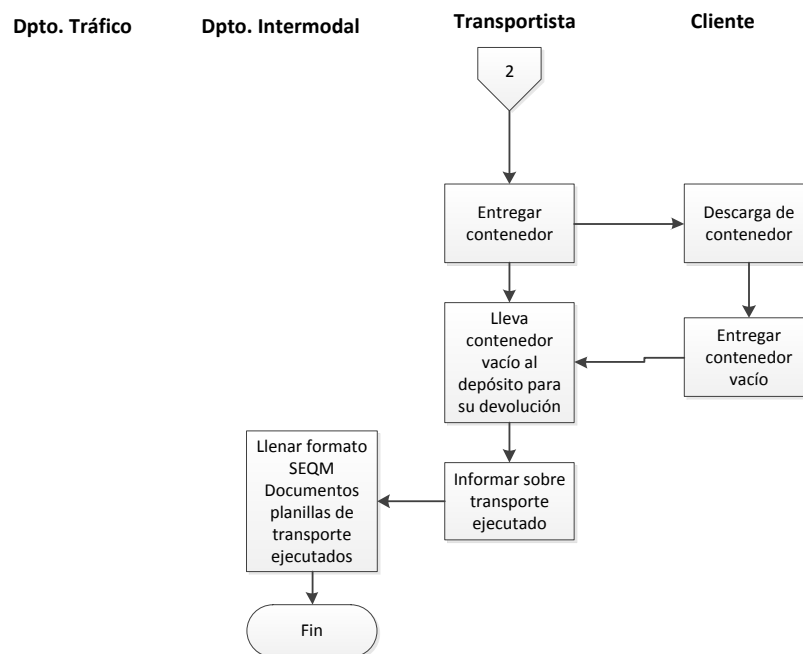 Dpto. Tráfico
Dpto. Intermodal
Transportista
Cliente
2
Entregar
contenedor
Descarga de
contenedor
Lleva
contenedor
vacío al
depósito para
su devolución
Entregar
contenedor
vacío
Llenar formato
SEQM
Documentos
planillas de
transporte
ejecutados
Informar sobre
transporte
ejecutado
Fin